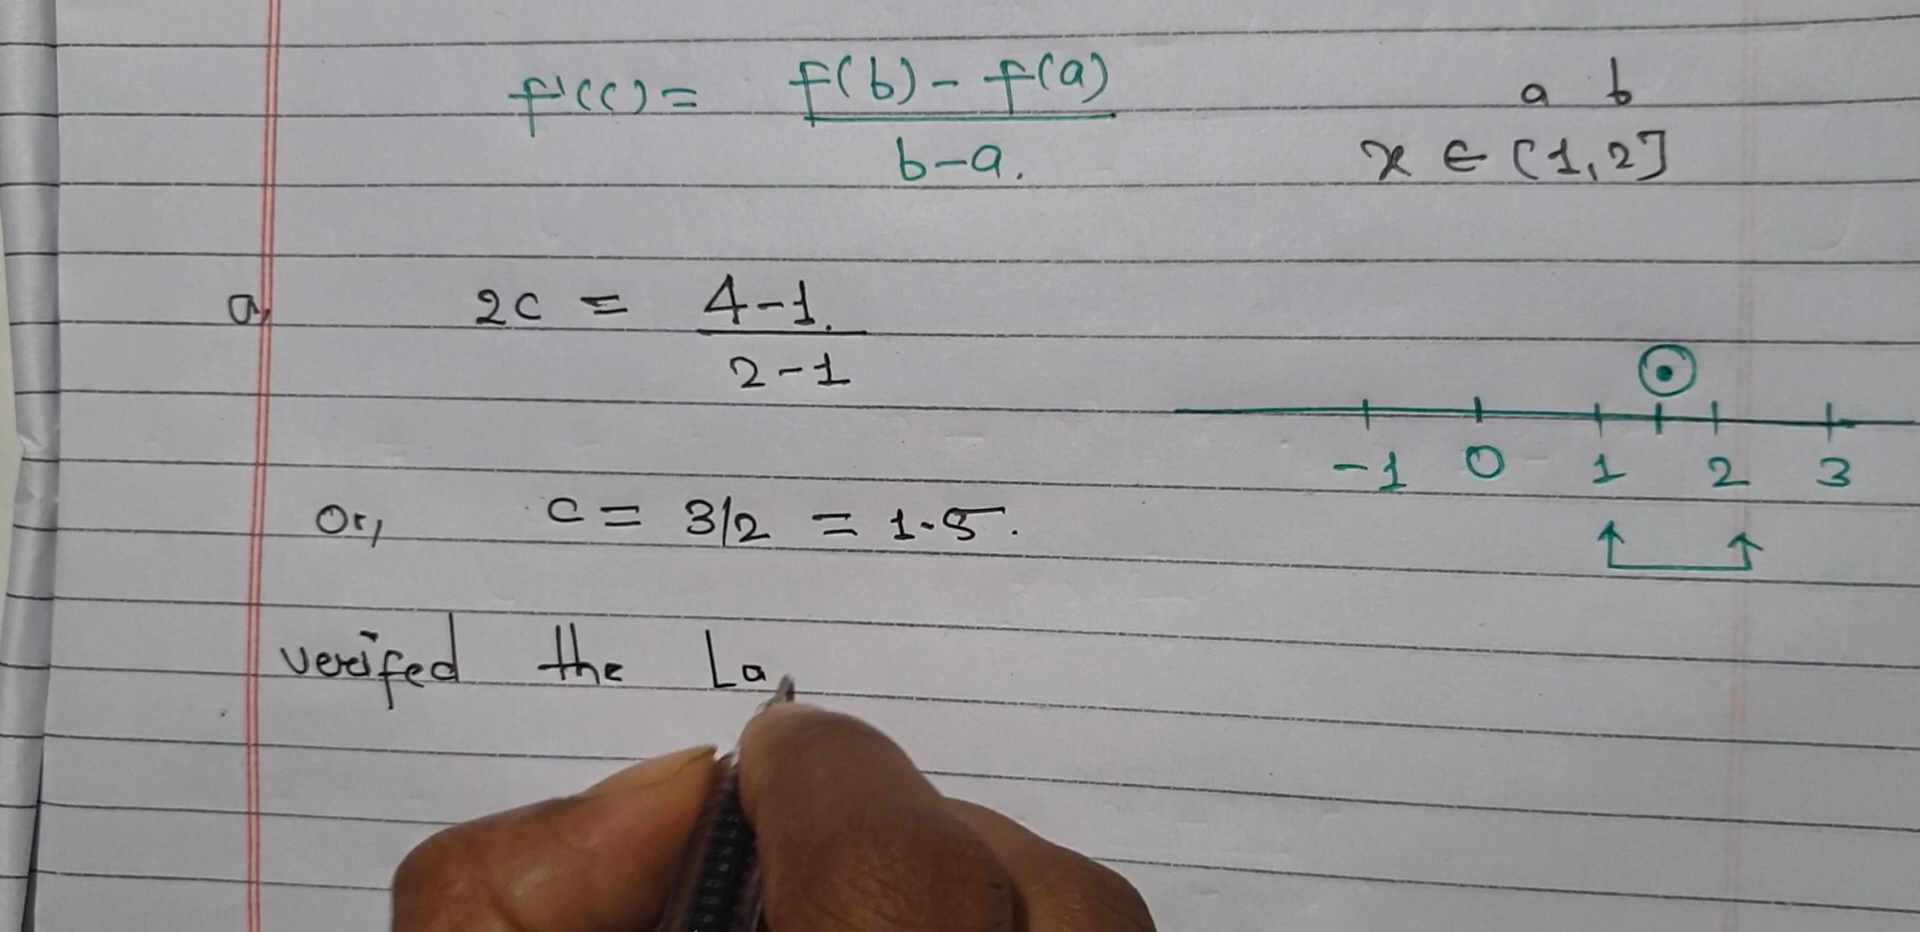 f'(c) = f(b) - f(a)
b-a.
a b
x ∈ [1,2]
a, 2c = 4-1.
2-1
-1 0 1 2 3
Or, c = 3/2 = 1.5.
verifed the La